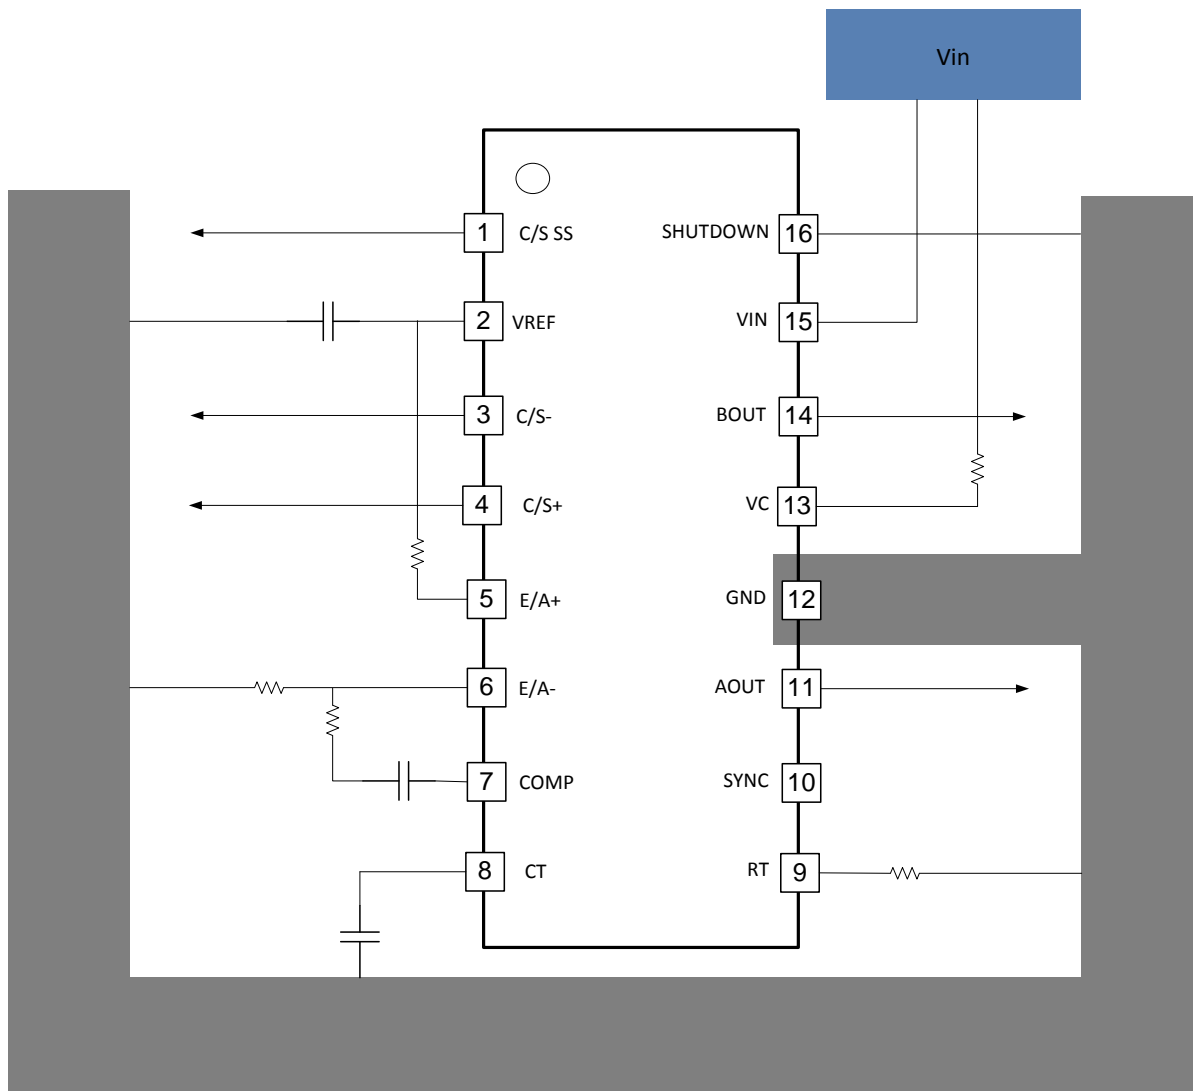 Vin
1 C/S SS
SHUTDOWN 16
2 VREF
VIN 15
3 C/S-
BOUT 14
4 C/S+
VC 13
5 E/A+
GND 12
6 E/A-
AOUT 11
7 COMP
SYNC 10
8 CT
RT 9